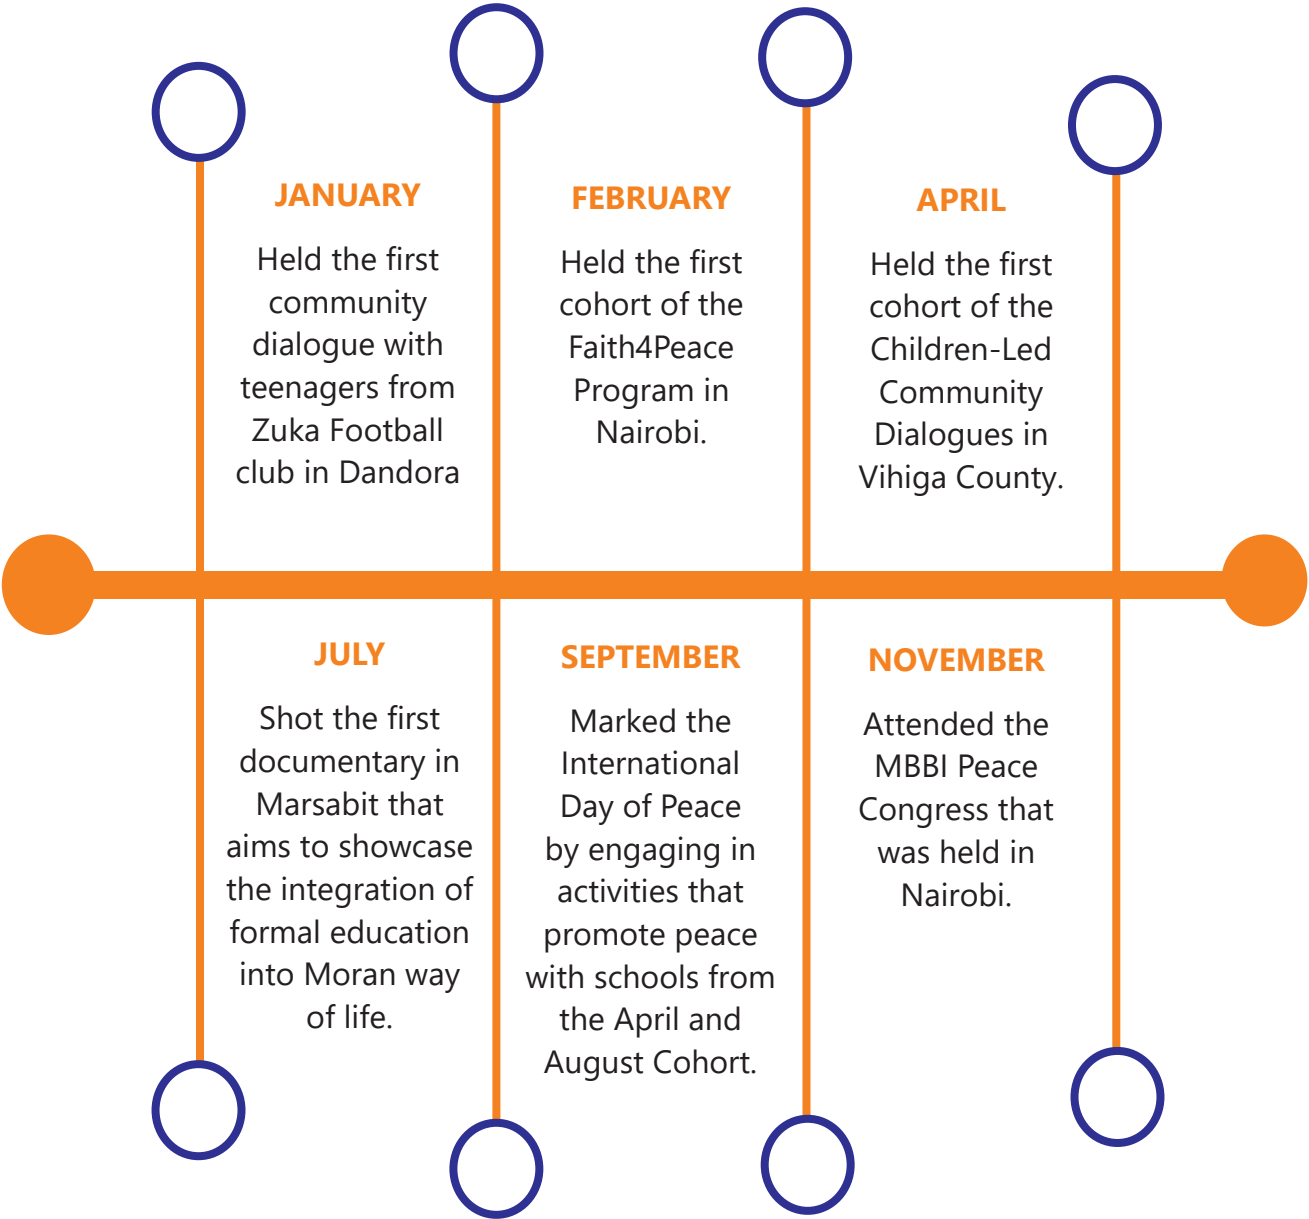 JANUARY
Held the first
community
dialogue with
teenagers from
Zuka Football
club in Dandora
FEBRUARY
Held the first
cohort of the
Faith4Peace
Program in
Nairobi.
APRIL
Held the first
cohort of the
Children-Led
Community
Dialogues in
Vihiga County.
JULY
Shot the first
documentary in
Marsabit that
aims to showcase
the integration of
formal education
into Moran way
of life.
SEPTEMBER
Marked the
International
Day of Peace
by engaging in
activities that
promote peace
with schools from
the April and
August Cohort.
NOVEMBER
Attended the
MBBI Peace
Congress that
was held in
Nairobi.